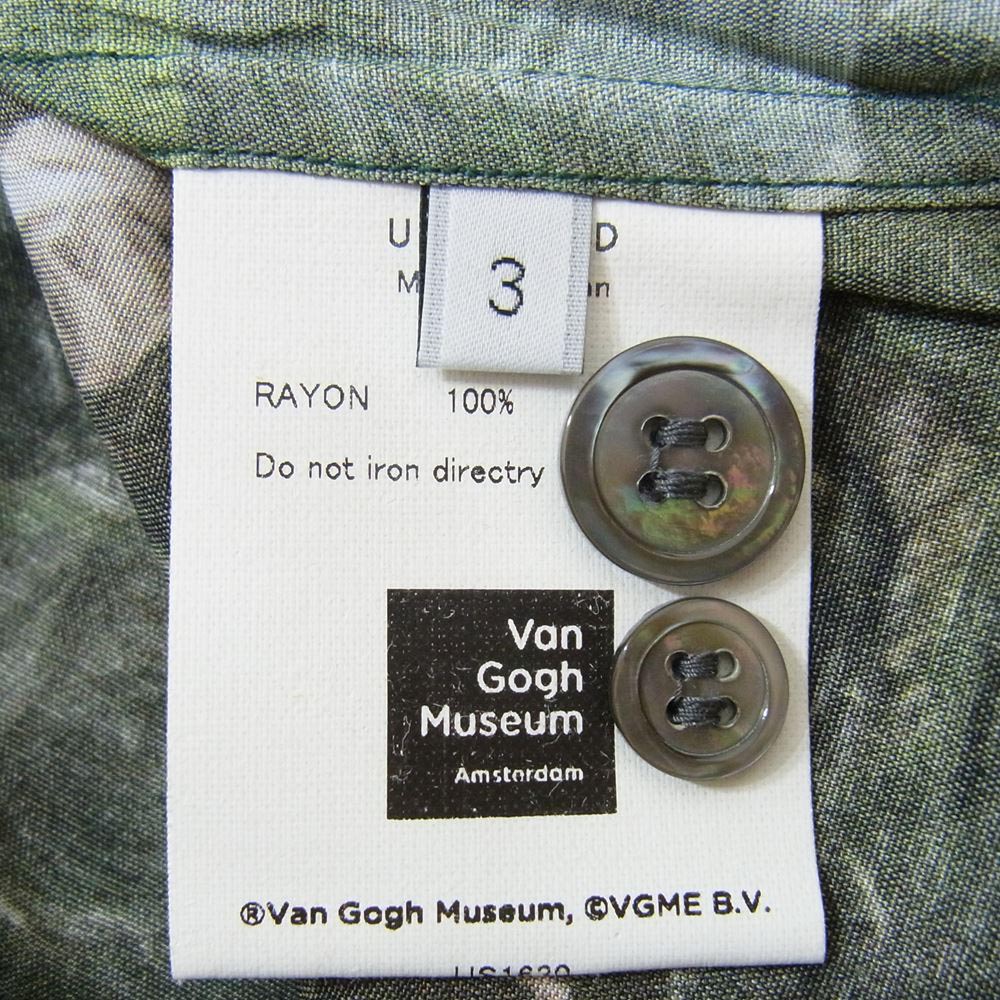 3
RAYON 100%
Do not iron directry
Van
Gogh
Museum
Amsterdam
®Van Gogh Museum, ©VGME B.V.